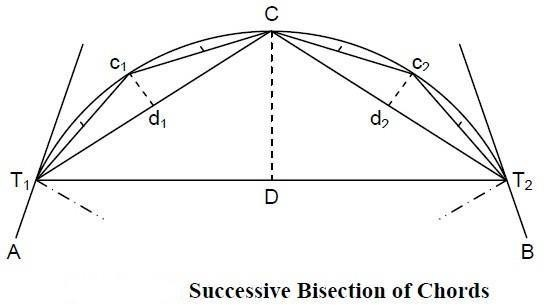 C
c1 c2
d1 d2
T1 D T2
A B
Successive Bisection of Chords